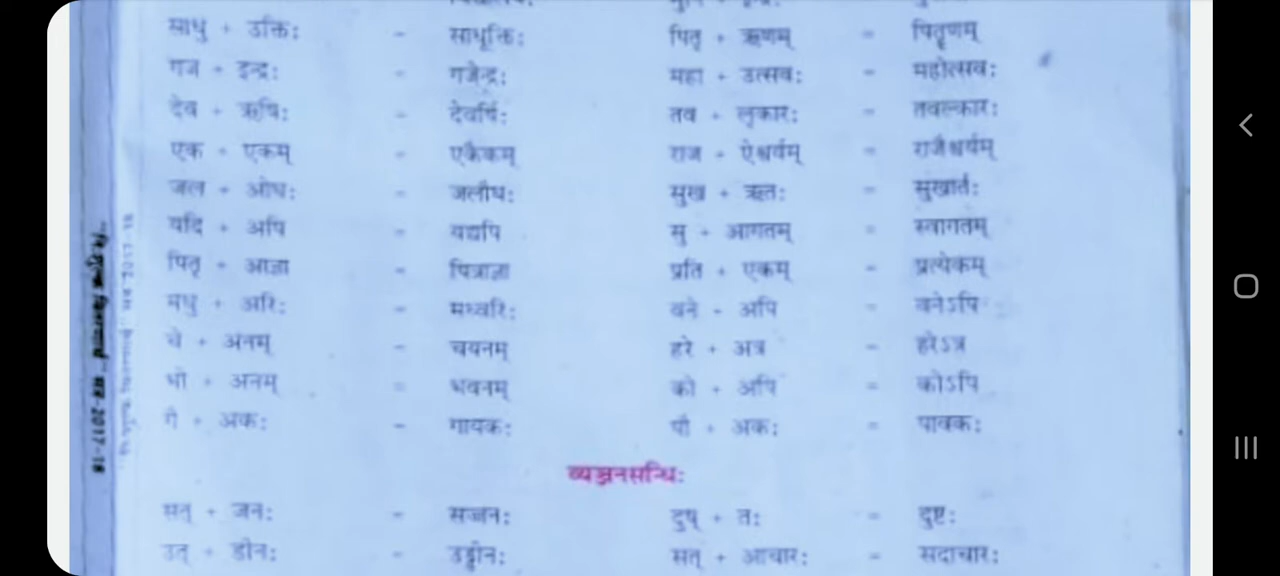 साधु + उक्तिः - साधूक्तिः पितृ + ऋणम् = पितॄणम्
गज + इन्द्रः - गजेन्द्रः महा + उत्सवः - महोत्सवः
देव + ऋषिः - देवर्षिः तव + लृकारः - तवल्कारः
एक + एकम् - एकैकम् राज + ऐश्वर्यम् - राजैश्वर्यम्
जल + ओघः - जलौघः सुख + ऋतः = सुखार्तः
यदि + अपि - यद्यपि सु + आगतम् = स्वागतम्
पितृ + आज्ञा - पित्राज्ञा प्रति + एकम् - प्रत्येकम्
मधु + अरिः - मध्वरिः वने - अपि - वनेऽपि
चे + अनम् - चयनम् हरे + अत्र - हरेऽत्र
भो + अनम् = भवनम् को + अपि = कोऽपि
गै + अकः - गायकः पौ + अकः = पावकः
व्यञ्जनसन्धिः
सत् + जनः - सज्जनः दुष् + तः = दुष्टः
उत् + डीनः - उड्डीनः सत् + आचारः = सदाचारः